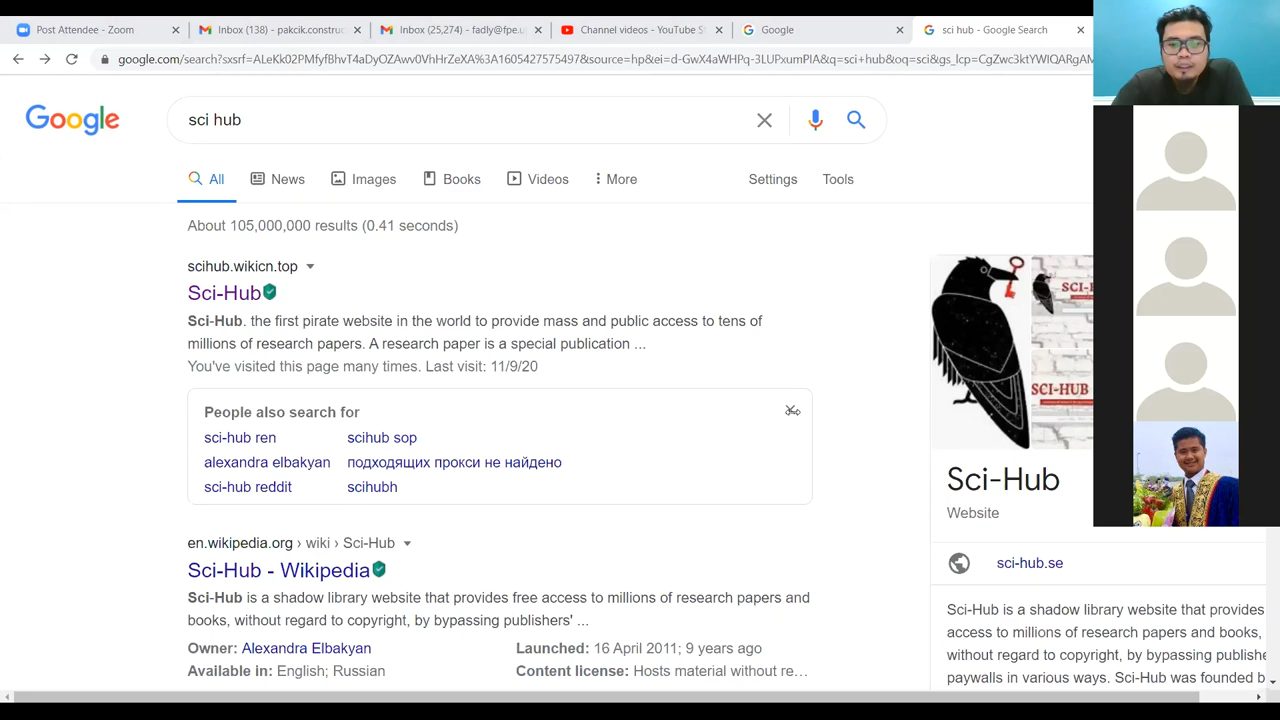 Post Attendee - Zoom
Inbox (138) - pakcik.construc
Inbox (25,274) - fadly@fpe.u
Channel videos - YouTube S
Google
sci hub - Google Search
google.com/search?sxsrf=ALeKk02PMfyfBhvT4aDyOZAwv0VhHrZeXA%3A1605427575497&source=hp&ei=d-GwX4aWHPq-3LUPxumPIA&q=sci+hub&oq=sci&gs_lcp=CgZwc3ktYWIQARgAM
Google
sci hub
All
News
Images
Books
Videos
More
Settings
Tools
About 105,000,000 results (0.41 seconds)
scihub.wikicn.top
Sci-Hub
Sci-Hub. the first pirate website in the world to provide mass and public access to tens of
millions of research papers. A research paper is a special publication ...
You've visited this page many times. Last visit: 11/9/20
People also search for
sci-hub ren
scihub sop
alexandra elbakyan
подходящих прокси не найдено
sci-hub reddit
scihubh
en.wikipedia.org › wiki › Sci-Hub
Sci-Hub - Wikipedia
Sci-Hub is a shadow library website that provides free access to millions of research papers and
books, without regard to copyright, by bypassing publishers' ...
Owner: Alexandra Elbakyan
Launched: 16 April 2011; 9 years ago
Available in: English; Russian
Content license: Hosts material without re…
SCI-H
SCI-HUB
Sci-Hub
Website
sci-hub.se
Sci-Hub is a shadow library website that provides
access to millions of research papers and books,
without regard to copyright, by bypassing publishe
paywalls in various ways. Sci-Hub was founded b